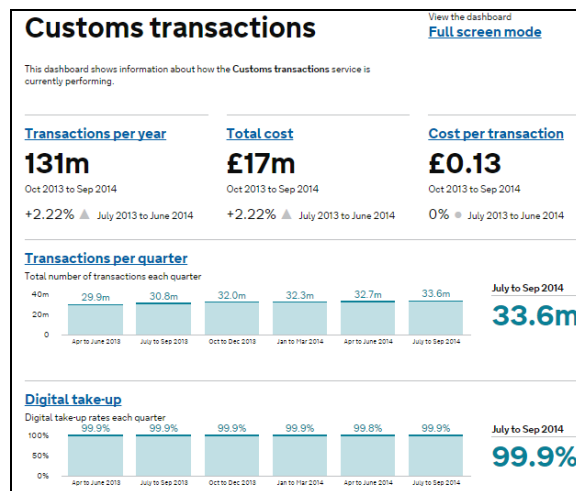 Customs transactions
View the dashboard
Full screen mode
This dashboard shows information about how the Customs transactions service is
currently performing.
Transactions per year
131m
Oct 2013 to Sep 2014
+2.22% ▲ July 2013 to June 2014
Total cost
£17m
Oct 2013 to Sep 2014
+2.22% ▲ July 2013 to June 2014
Cost per transaction
£0.13
Oct 2013 to Sep 2014
0% ● July 2013 to June 2014
Transactions per quarter
Total number of transactions each quarter
40m
20m
0
29.9m 30.8m 32.0m 32.3m 32.7m 33.6m
Apr to June 2013 July to Sep 2013 Oct to Dec 2013 Jan to Mar 2014 Apr to June 2014 July to Sep 2014
July to Sep 2014
33.6m
Digital take-up
Digital take-up rates each quarter
100%
50%
0%
99.9% 99.9% 99.9% 99.9% 99.8% 99.9%
Apr to June 2013 July to Sep 2013 Oct to Dec 2013 Jan to Mar 2014 Apr to June 2014 July to Sep 2014
July to Sep 2014
99.9%